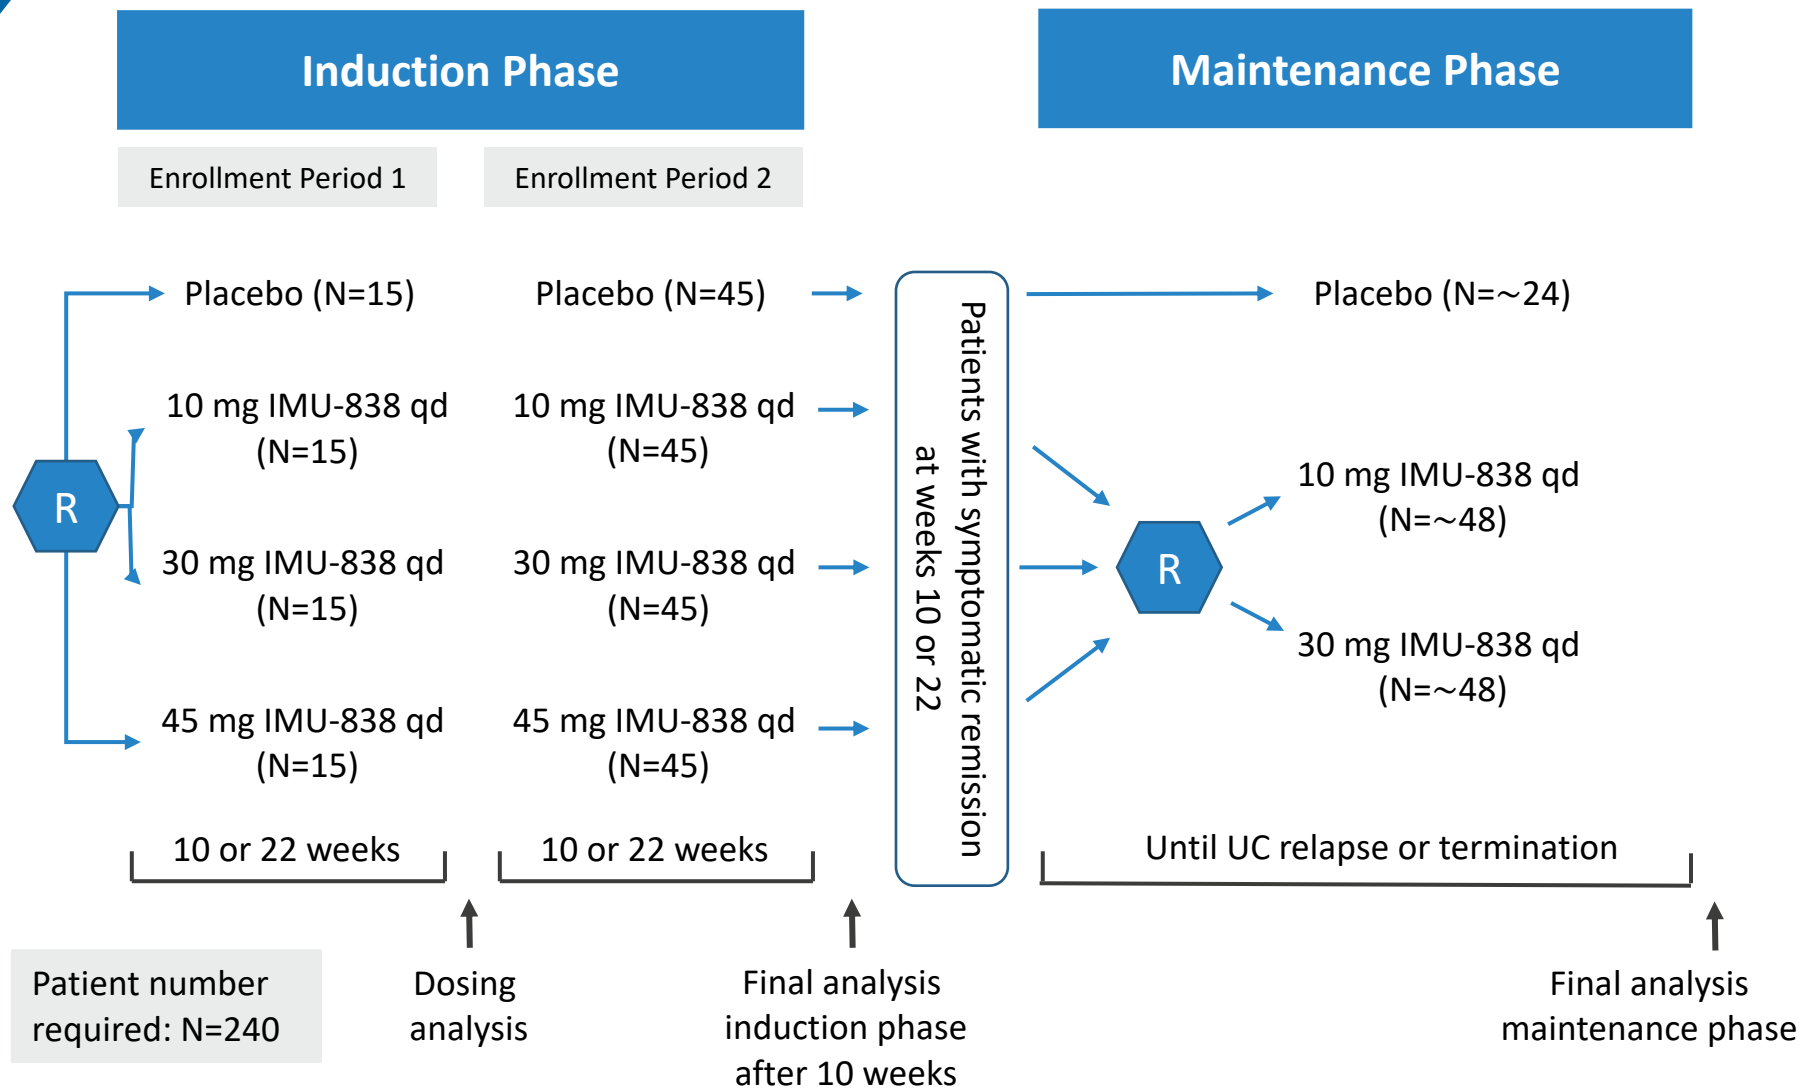 Induction Phase
Maintenance Phase
Enrollment Period 1
Enrollment Period 2
Placebo (N=15)
Placebo (N=45)
Placebo (N=~24)
10 mg IMU-838 qd
(N=15)
10 mg IMU-838 qd
(N=45)
R
30 mg IMU-838 qd
(N=15)
30 mg IMU-838 qd
(N=45)
45 mg IMU-838 qd
(N=15)
45 mg IMU-838 qd
(N=45)
Patients with symptomatic remission
at weeks 10 or 22
R
10 mg IMU-838 qd
(N=~48)
30 mg IMU-838 qd
(N=~48)
10 or 22 weeks
10 or 22 weeks
Until UC relapse or termination
Patient number
required: N=240
Dosing
analysis
Final analysis
induction phase
after 10 weeks
Final analysis
maintenance phase